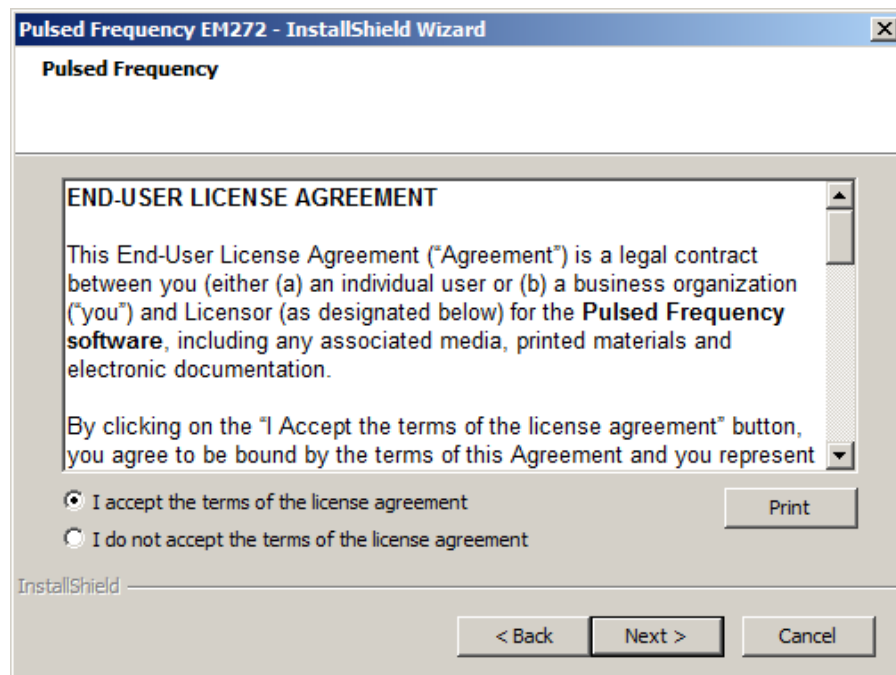 Pulsed Frequency EM272 - InstallShield Wizard
Pulsed Frequency
END-USER LICENSE AGREEMENT
This End-User License Agreement (“Agreement”) is a legal contract
between you (either (a) an individual user or (b) a business organization
(“you”) and Licensor (as designated below) for the Pulsed Frequency
software, including any associated media, printed materials and
electronic documentation.
By clicking on the “I Accept the terms of the license agreement” button,
you agree to be bound by the terms of this Agreement and you represent
I accept the terms of the license agreement
Print
I do not accept the terms of the license agreement
InstallShield
< Back
Next >
Cancel